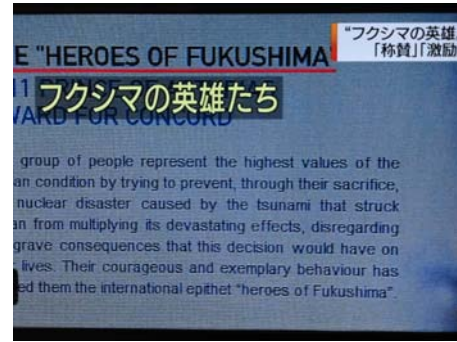 "フクシマの英雄
「称賛」「激励
E "HEROES OF FUKUSHIMA
フクシマの英雄たち
WARD FOR CONCORD
group of people represent the highest values of the
an condition by trying to prevent, through their sacrifice,
nuclear disaster caused by the tsunami that struck
an from multiplying its devastating effects, disregarding
grave consequences that this decision would have on
lives. Their courageous and exemplary behaviour has
ed them the international epithet "heroes of Fukushima".